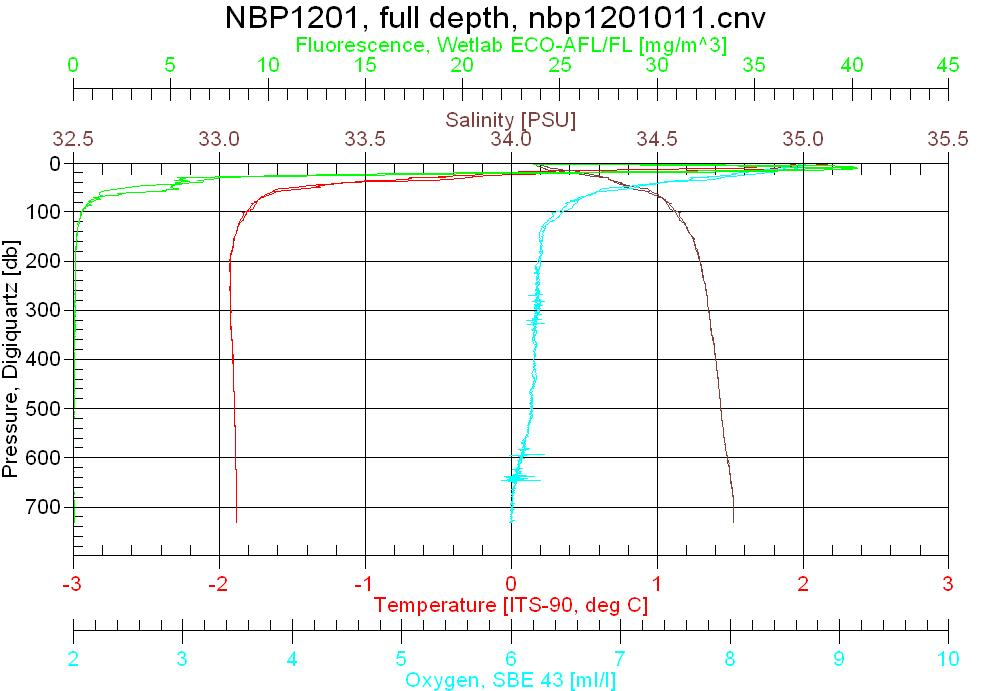 NBP1201, full depth, nbp1201011.cnv
Fluorescence, Wetlab ECO-AFL/FL [mg/m^3]
0 5 10 15 20 25 30 35 40 45
Salinity [PSU]
32.5 33.0 33.5 34.0 34.5 35.0 35.5
Pressure, Digiquartz [db]
0
100
200
300
400
500
600
700
-3 -2 -1 0 1 2 3
Temperature [ITS-90, deg C]
2 3 4 5 6 7 8 9 10
Oxygen, SBE 43 [ml/l]